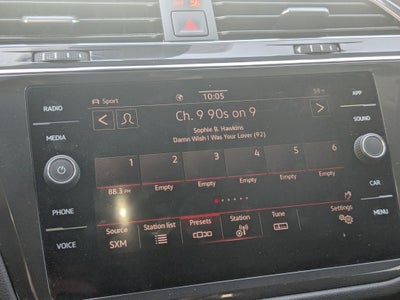 RADIO
MEDIA
PHONE
VOICE
Sport
10:05
Ch. 9 90s on 9
Sophie B. Hawkins
Damn Wish I Was Your Lover (92)
1 2 3 4 5 6
88.3 FM Empty Empty Empty Empty Empty
Source Station list Presets Station Tune Settings
SXM
APP
SOUND
CAR
MENU